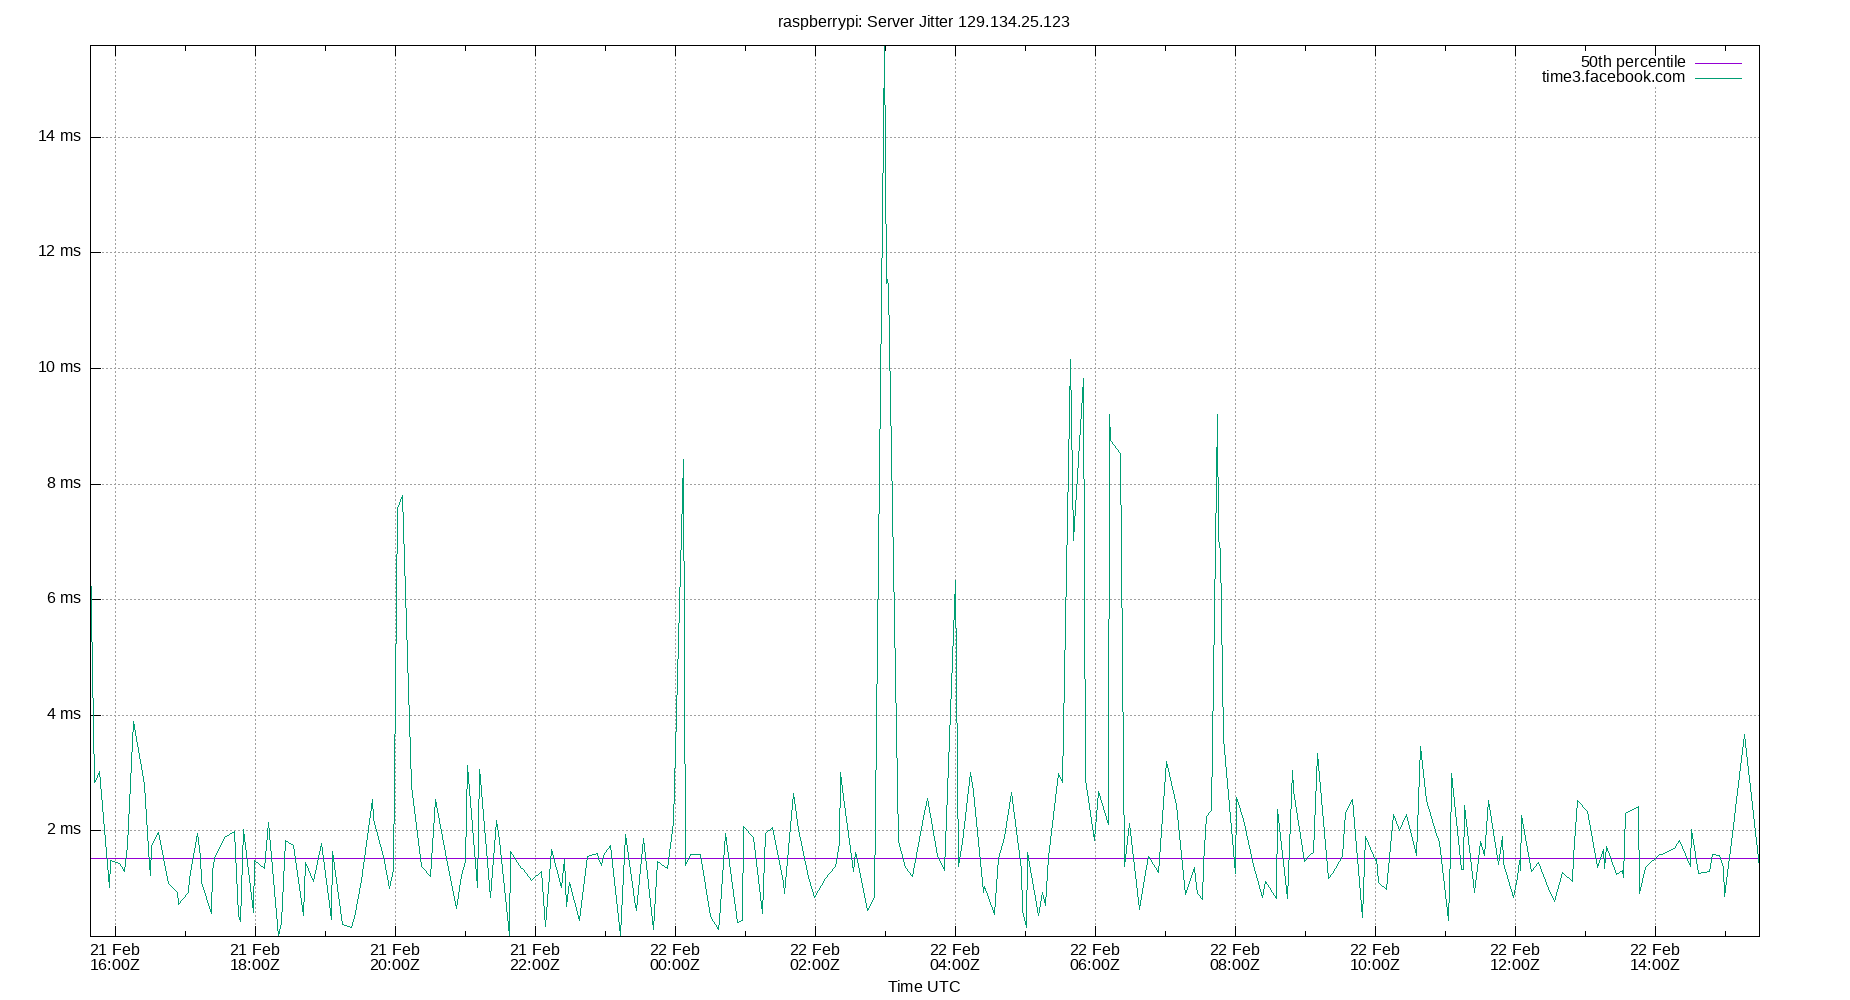 raspberrypi: Server Jitter 129.134.25.123
50th percentile
time3.facebook.com
14 ms
12 ms
10 ms
8 ms
6 ms
4 ms
2 ms
21 Feb 21 Feb 21 Feb 21 Feb 22 Feb 22 Feb 22 Feb 22 Feb 22 Feb 22 Feb 22 Feb 22 Feb
16:00Z 18:00Z 20:00Z 22:00Z 00:00Z 02:00Z 04:00Z 06:00Z 08:00Z 10:00Z 12:00Z 14:00Z
Time UTC